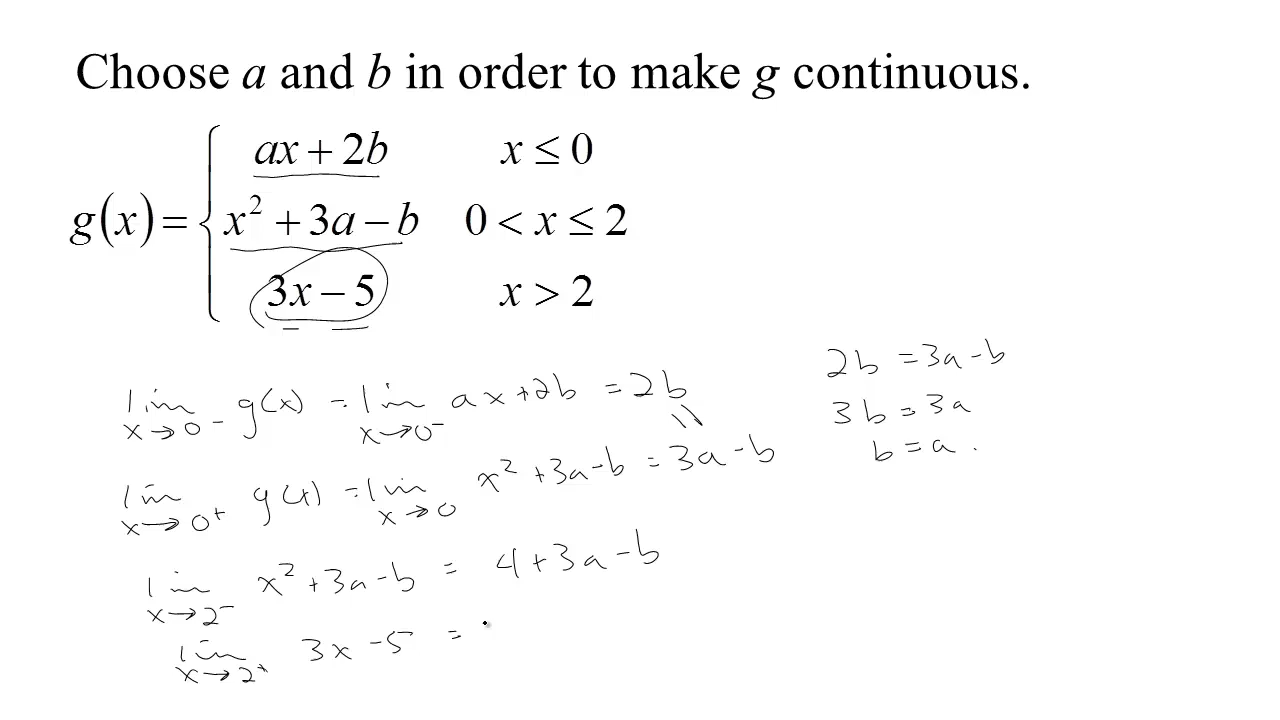 Choose a and b in order to make g continuous.
ax + 2b x ≤ 0
g(x) = { x² + 3a − b 0 < x ≤ 2
3x − 5 x > 2
lim x→0⁻ g(x) = lim x→0⁻ ax + 2b = 2b
lim x→0⁺ g(x) = lim x→0 x² + 3a − b = 3a − b
lim x→2⁻ x² + 3a − b = 4 + 3a − b
lim x→2⁺ 3x − 5 =
2b = 3a − b
3b = 3a
b = a.